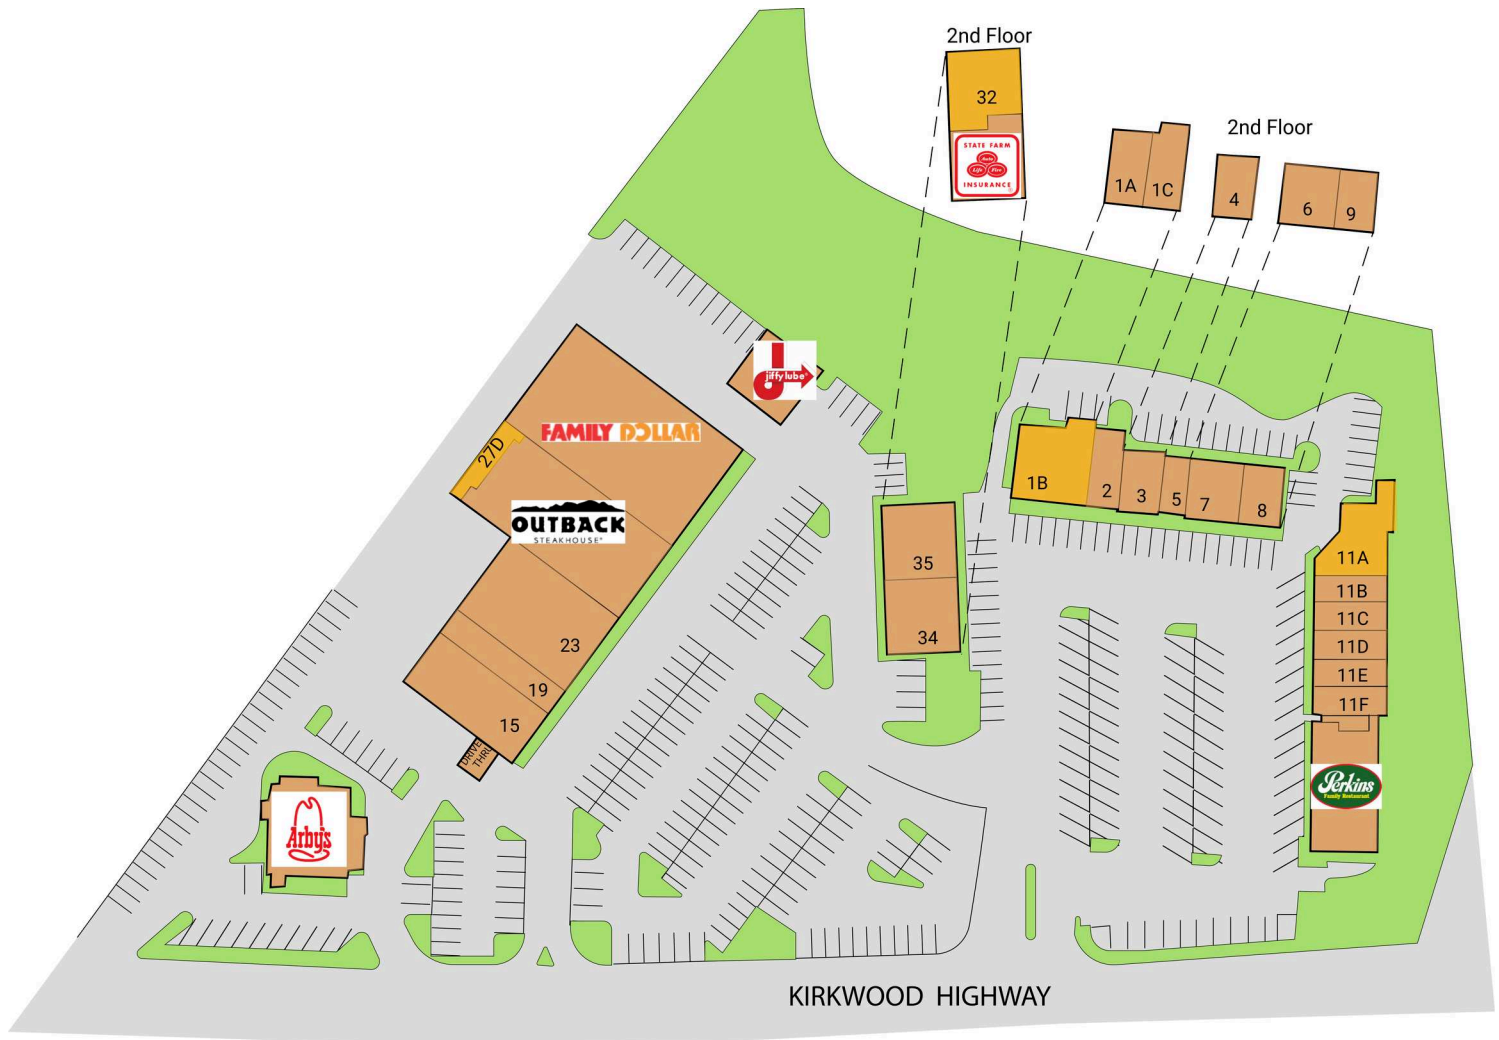 2nd Floor
32
STATE FARM
Auto
Life Fire
INSURANCE
2nd Floor
1A
1C
4
6
9
jiffy lube
FAMILY DOLLAR
27D
OUTBACK
STEAKHOUSE
1B
2
3
5
7
8
35
34
11A
11B
11C
11D
11E
11F
23
19
15
DRIVE
THRU
Perkins
Family Restaurant
Arby's
KIRKWOOD HIGHWAY